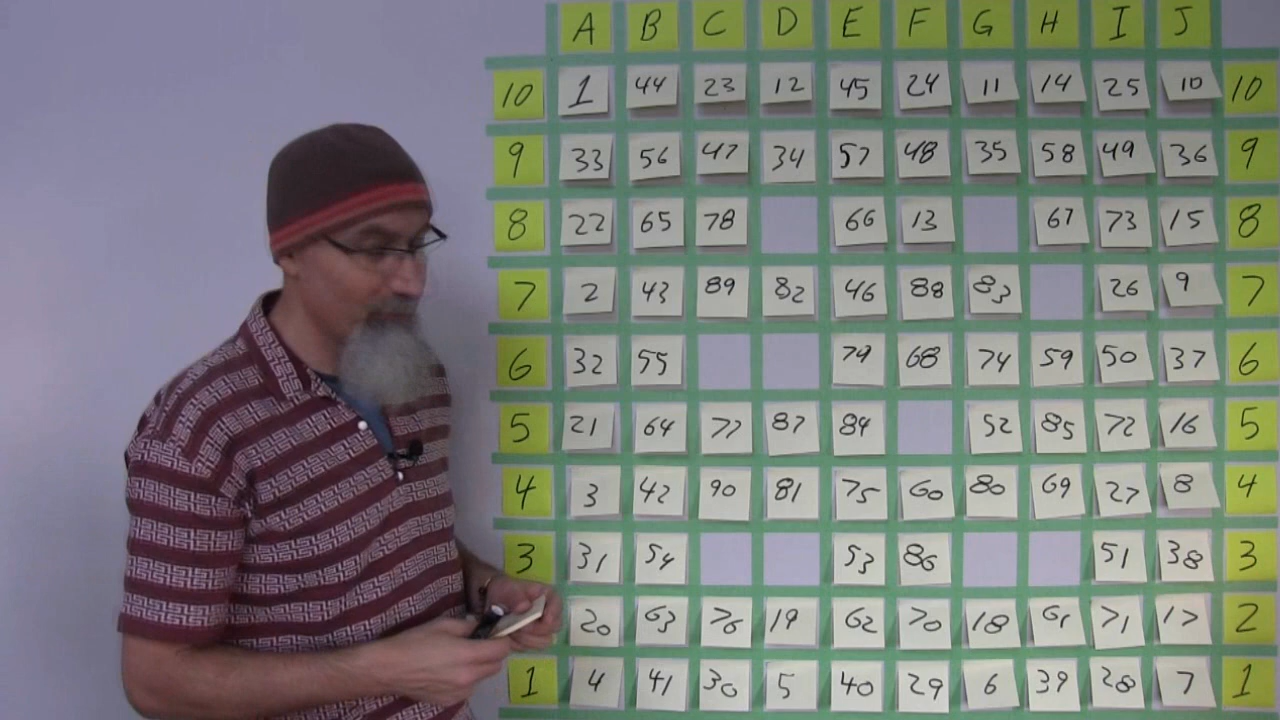 A B C D E F G H I J
10 1 44 23 12 45 24 11 14 25 10 10
9 33 56 47 34 57 48 35 58 49 36 9
8 22 65 78 66 13 67 73 15 8
7 2 43 89 82 46 88 83 26 9 7
6 32 55 79 68 74 59 50 37 6
5 21 64 77 87 84 52 85 72 16 5
4 3 42 90 81 75 60 80 69 27 8 4
3 31 54 53 86 51 38 3
2 20 63 76 19 62 70 18 61 71 17 2
1 4 41 30 5 40 29 6 39 28 7 1